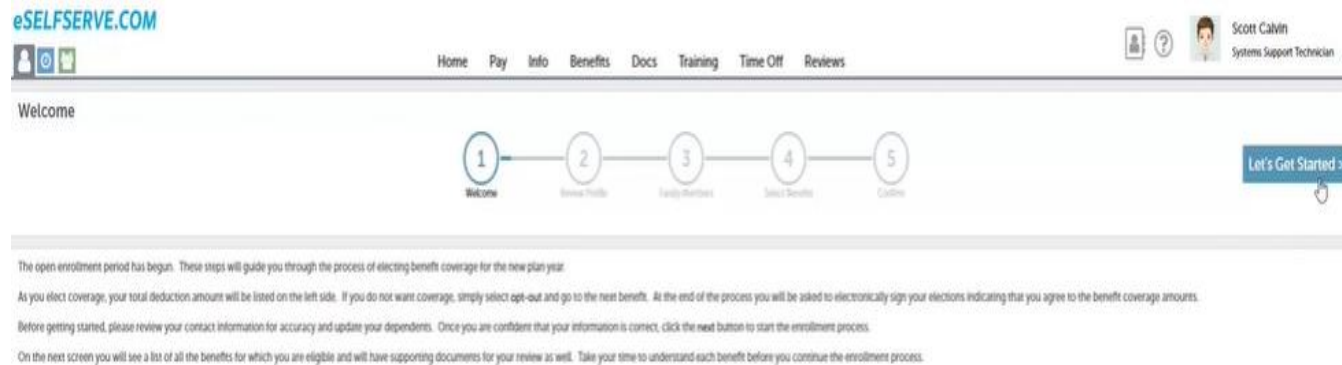 eSELFSERVE.COM
Scott Calvin
Systems Support Technician
Home Pay Info Benefits Docs Training Time Off Reviews
Welcome
1 2 3 4 5
Welcome Review Profile Family Members Select Benefits Confirm
Let's Get Started >
The open enrollment period has begun. These steps will guide you through the process of electing benefit coverage for the new plan year.
As you elect coverage, your total deduction amount will be listed on the left side. If you do not want coverage, simply select opt-out and go to the next benefit. At the end of the process you will be asked to electronically sign your elections indicating that you agree to the benefit coverage amounts.
Before getting started, please review your contact information for accuracy and update your dependents. Once you are confident that your information is correct, click the next button to start the enrollment process.
On the next screen you will see a list of all the benefits for which you are eligible and will have supporting documents for your review as well. Take your time to understand each benefit before you continue the enrollment process.